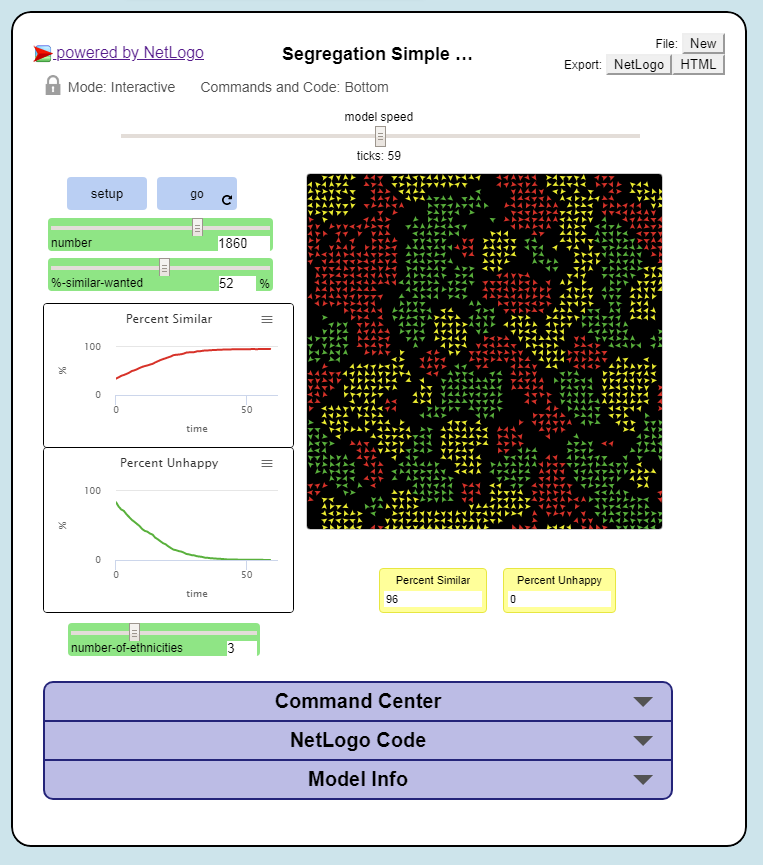 powered by NetLogo
Segregation Simple ...
File: New
Export: NetLogo HTML
Mode: Interactive Commands and Code: Bottom
model speed
ticks: 59
setup
go
number
1860
%-similar-wanted
52 %
Percent Similar
100
%
0
0 50
time
Percent Unhappy
100
%
0
0 50
time
number-of-ethnicities
3
Percent Similar
96
Percent Unhappy
0
Command Center
NetLogo Code
Model Info